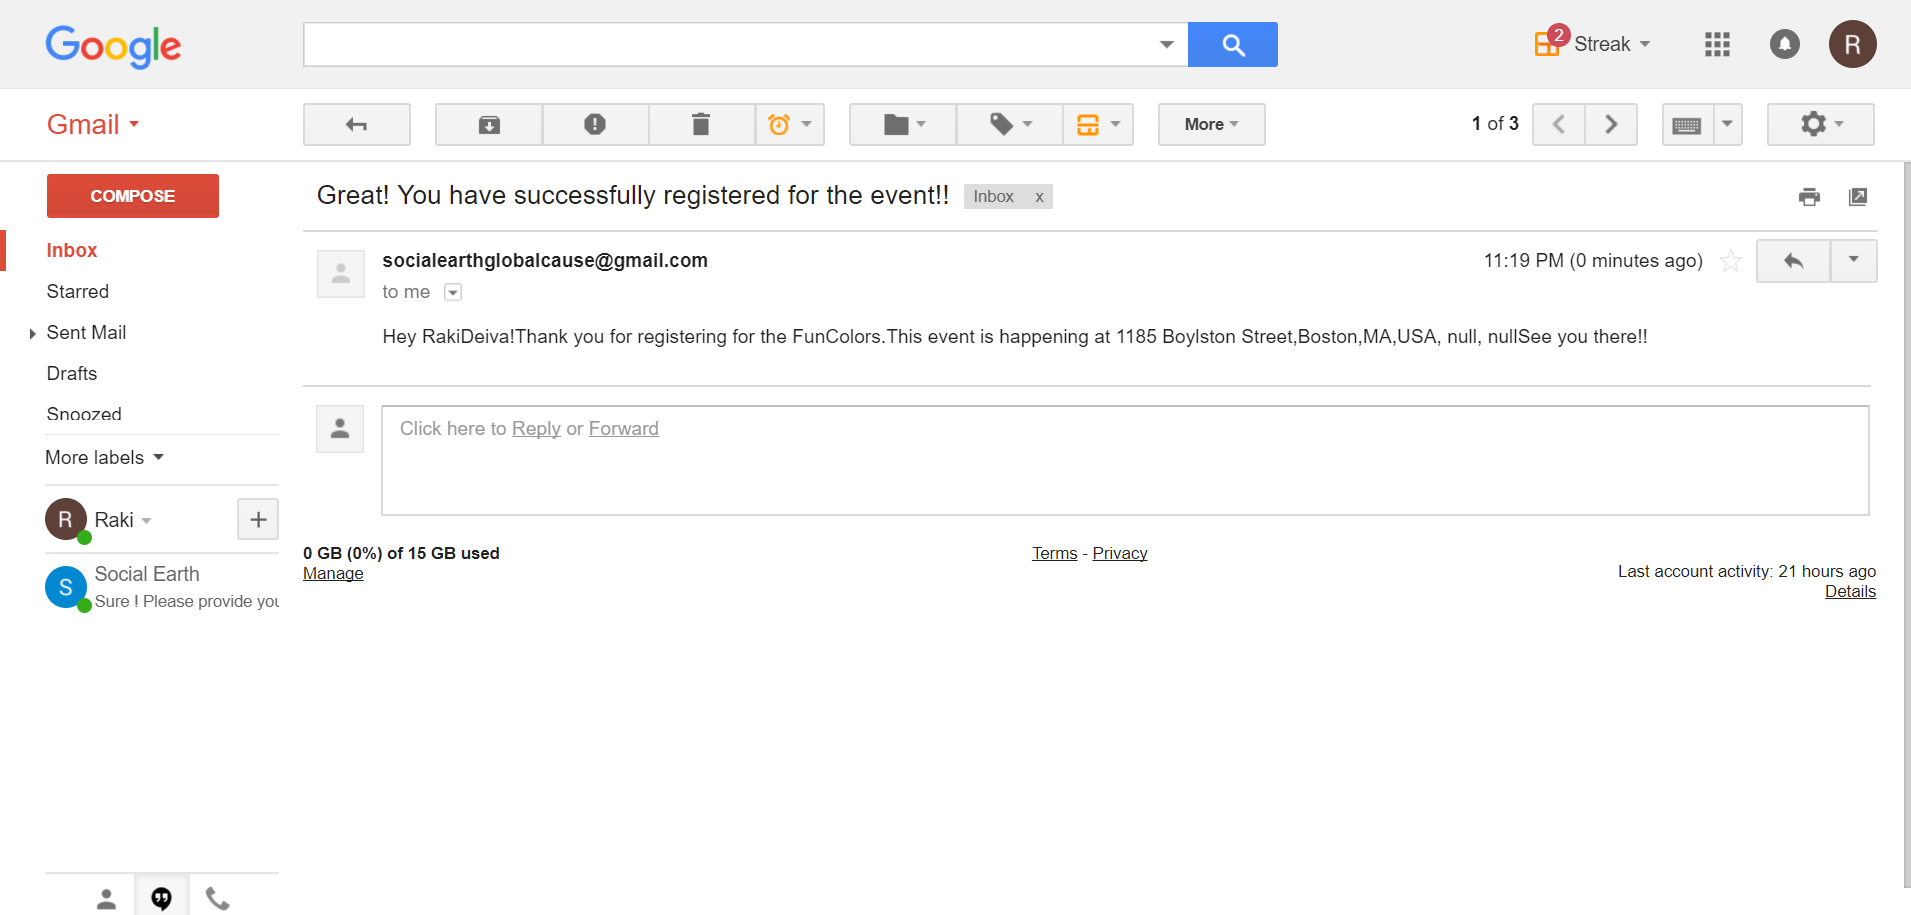 Google
2
Streak
R
Gmail
More
1 of 3
COMPOSE
Great! You have successfully registered for the event!!
Inbox x
Inbox
socialearthglobalcause@gmail.com
11:19 PM (0 minutes ago)
to me
Starred
Sent Mail
Hey RakiDeiva!Thank you for registering for the FunColors.This event is happening at 1185 Boylston Street,Boston,MA,USA, null, nullSee you there!!
Drafts
Snoozed
Click here to Reply or Forward
More labels
R
Raki
+
0 GB (0%) of 15 GB used
Manage
Terms - Privacy
Last account activity: 21 hours ago
Details
S
Social Earth
Sure ! Please provide you